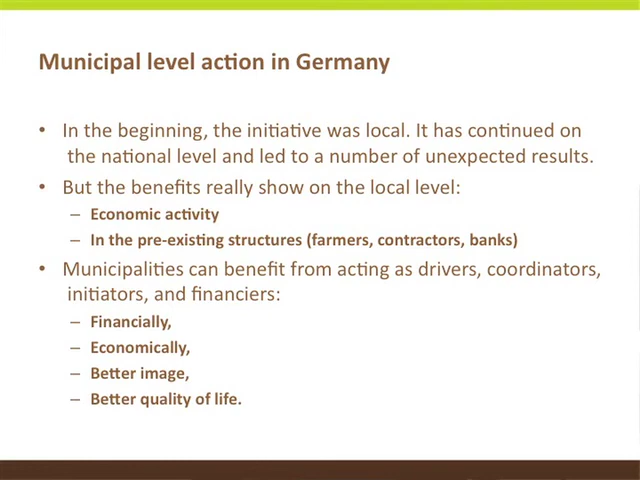 Municipal level action in Germany
• In the beginning, the initiative was local. It has continued on
the national level and led to a number of unexpected results.
• But the benefits really show on the local level:
– Economic activity
– In the pre-existing structures (farmers, contractors, banks)
• Municipalities can benefit from acting as drivers, coordinators,
initiators, and financiers:
– Financially,
– Economically,
– Better image,
– Better quality of life.